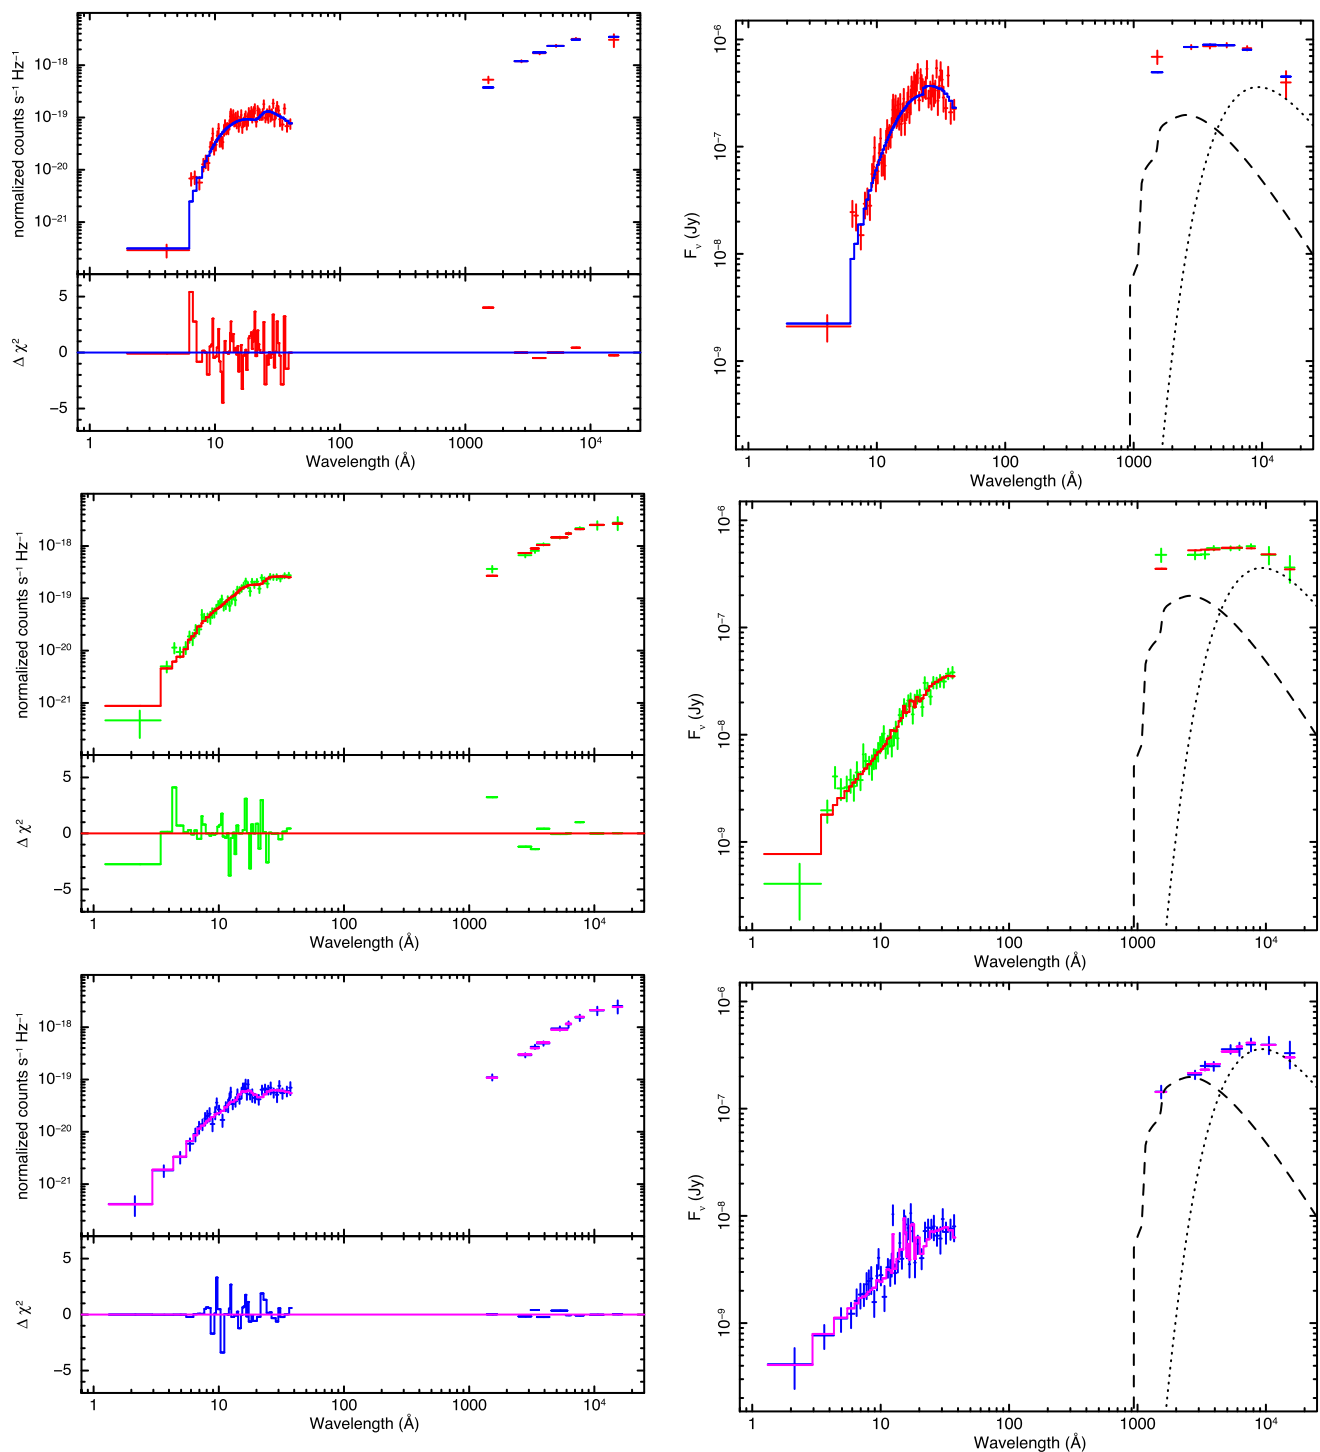 normalized counts s⁻¹ Hz⁻¹
10⁻¹⁸
10⁻¹⁹
10⁻²⁰
10⁻²¹
Δ χ²
5
0
−5
1 10 100 1000 10⁴
Wavelength (Å)
F_ν (Jy)
10⁻⁶
10⁻⁷
10⁻⁸
10⁻⁹
1 10 100 1000 10⁴
Wavelength (Å)
normalized counts s⁻¹ Hz⁻¹
10⁻¹⁸
10⁻¹⁹
10⁻²⁰
10⁻²¹
Δ χ²
5
0
−5
1 10 100 1000 10⁴
Wavelength (Å)
F_ν (Jy)
10⁻⁶
10⁻⁷
10⁻⁸
10⁻⁹
1 10 100 1000 10⁴
Wavelength (Å)
normalized counts s⁻¹ Hz⁻¹
10⁻¹⁸
10⁻¹⁹
10⁻²⁰
10⁻²¹
Δ χ²
5
0
−5
1 10 100 1000 10⁴
Wavelength (Å)
F_ν (Jy)
10⁻⁶
10⁻⁷
10⁻⁸
10⁻⁹
1 10 100 1000 10⁴
Wavelength (Å)